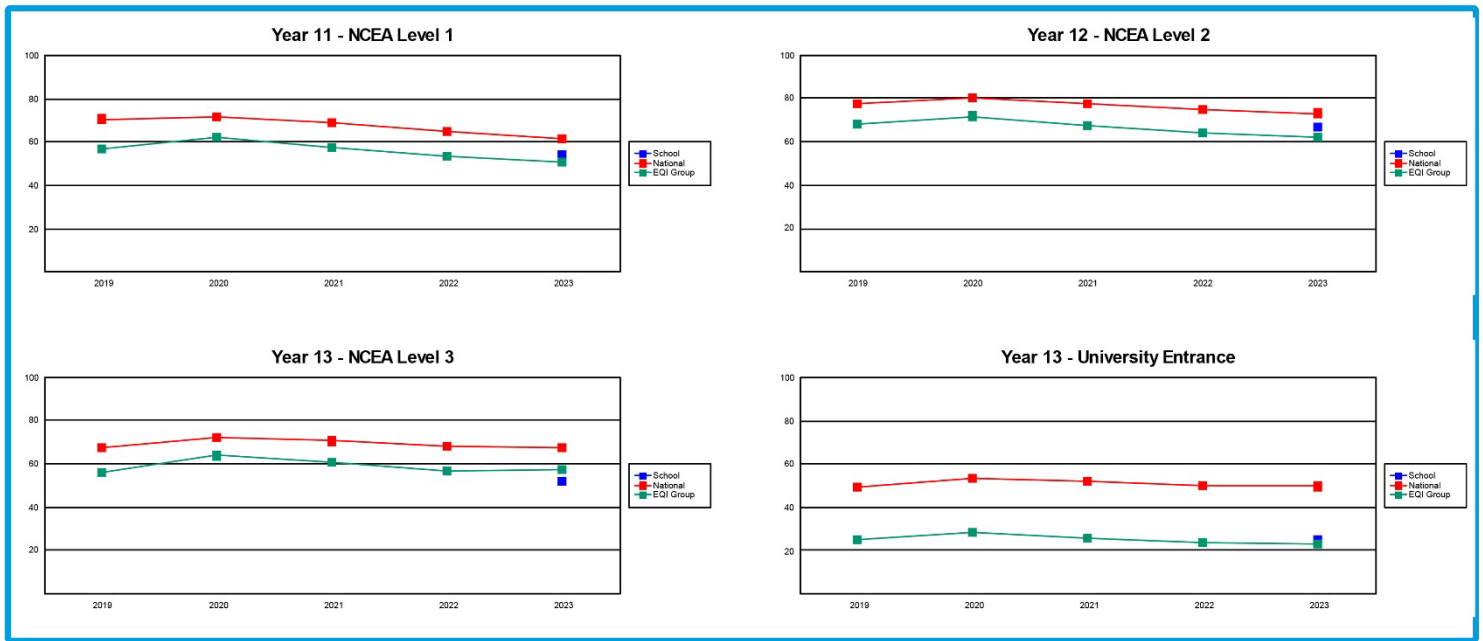 Year 11 - NCEA Level 1
100
80
60
40
20
2019 2020 2021 2022 2023
School
National
EQI Group
Year 12 - NCEA Level 2
100
80
60
40
20
2019 2020 2021 2022 2023
School
National
EQI Group
Year 13 - NCEA Level 3
100
80
60
40
20
2019 2020 2021 2022 2023
School
National
EQI Group
Year 13 - University Entrance
100
80
60
40
20
2019 2020 2021 2022 2023
School
National
EQI Group